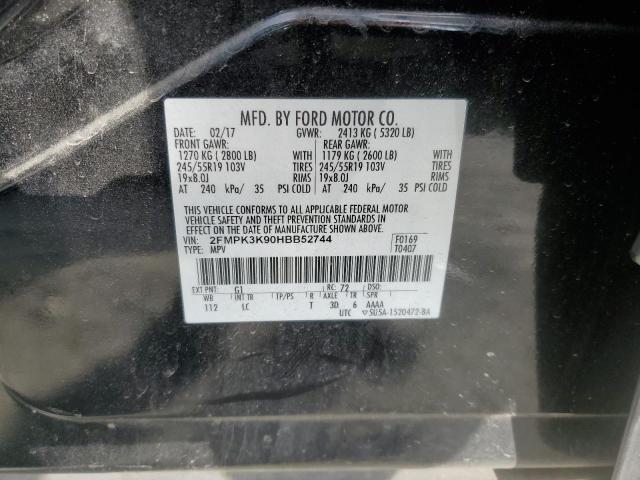 MFD. BY FORD MOTOR CO.
DATE: 02/17 GVWR: 2413 KG ( 5320 LB)
FRONT GAWR: REAR GAWR:
1270 KG ( 2800 LB) WITH 1179 KG ( 2600 LB) WITH
245/55R19 103V TIRES 245/55R19 103V TIRES
19x8.0J RIMS 19x8.0J RIMS
AT 240 kPa/ 35 PSI COLD AT 240 kPa/ 35 PSI COLD
THIS VEHICLE CONFORMS TO ALL APPLICABLE FEDERAL MOTOR
VEHICLE SAFETY AND THEFT PREVENTION STANDARDS IN
EFFECT ON THE DATE OF MANUFACTURE SHOWN ABOVE.
VIN: 2FMPK3K90HBB52744 F0169
TYPE: MPV T0407
EXT PNT: G1 RC: 72 DSO:
WB INT TR TP/PS R AXLE TR SPR
112 LC T 3D 6 AAAA
UTC 5U5A-1520472-BA